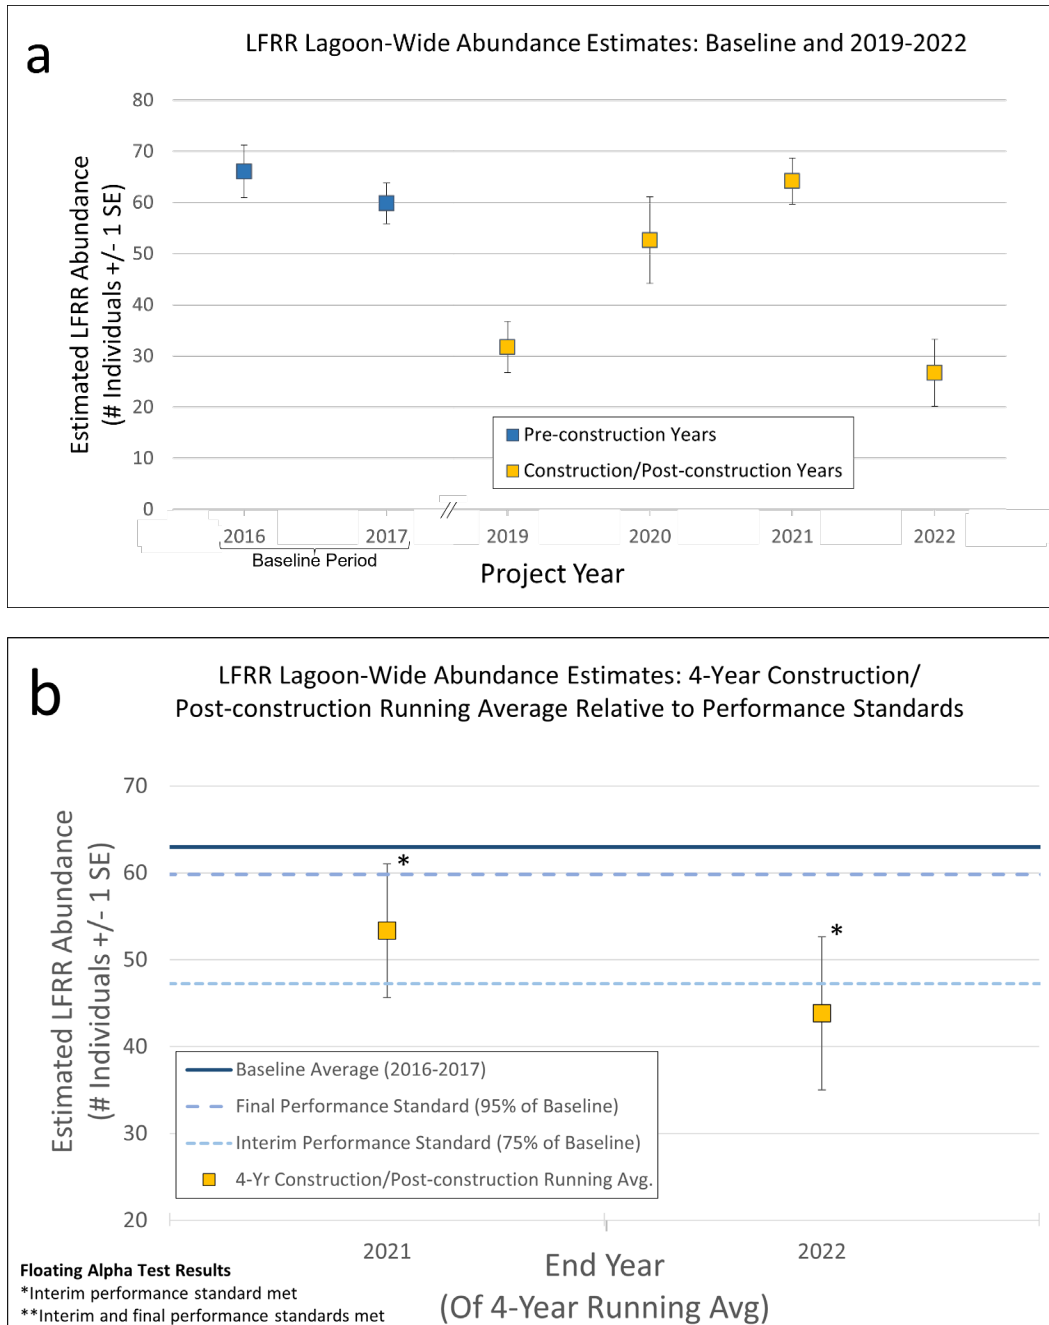 a
LFRR Lagoon-Wide Abundance Estimates: Baseline and 2019-2022
Estimated LFRR Abundance
(# Individuals +/- 1 SE)
80
70
60
50
40
30
20
10
0
Pre-construction Years
Construction/Post-construction Years
//
2016 2017 2019 2020 2021 2022
Baseline Period
Project Year
b
LFRR Lagoon-Wide Abundance Estimates: 4-Year Construction/
Post-construction Running Average Relative to Performance Standards
Estimated LFRR Abundance
(# Individuals +/- 1 SE)
70
60
50
40
30
20
*
*
Baseline Average (2016-2017)
Final Performance Standard (95% of Baseline)
Interim Performance Standard (75% of Baseline)
4-Yr Construction/Post-construction Running Avg.
2021 2022
End Year
(Of 4-Year Running Avg)
Floating Alpha Test Results
*Interim performance standard met
**Interim and final performance standards met